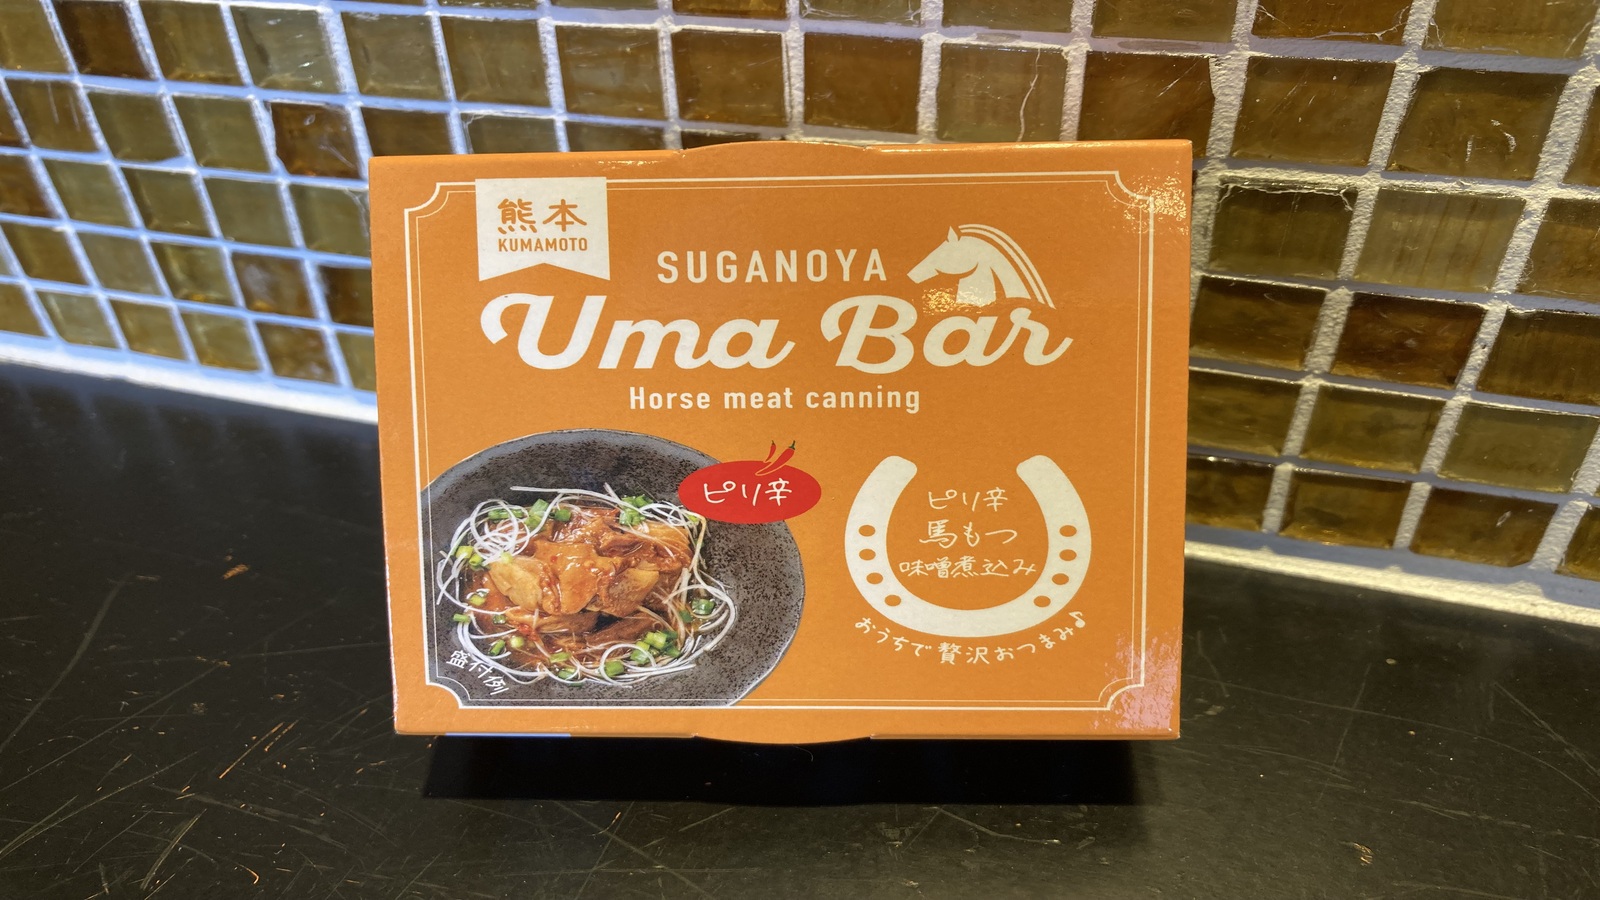 熊本
KUMAMOTO
SUGANOYA
Uma Bar
Horse meat canning
ピリ辛
ピリ辛
馬もつ
味噌煮込み
おうちで贅沢おつまみ♪
盛付例